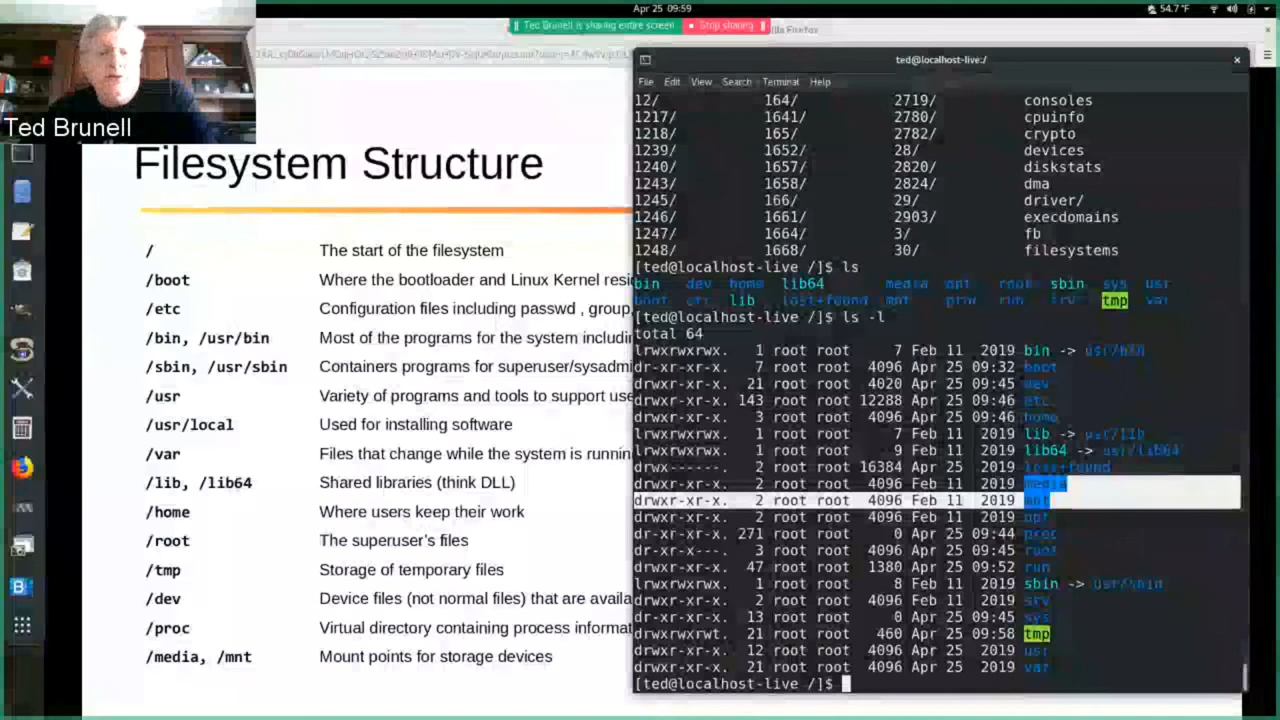 Apr 25 09:59
54.7 °F
Ted Brunell is sharing entire screen
Stop sharing
Firefox
Ted Brunell
Filesystem Structure
/ The start of the filesystem
/boot Where the bootloader and Linux Kernel resi
/etc Configuration files including passwd , group,
/bin, /usr/bin Most of the programs for the system includi
/sbin, /usr/sbin Containers programs for superuser/sysadmi
/usr Variety of programs and tools to support use
/usr/local Used for installing software
/var Files that change while the system is runnin
/lib, /lib64 Shared libraries (think DLL)
/home Where users keep their work
/root The superuser's files
/tmp Storage of temporary files
/dev Device files (not normal files) that are availa
/proc Virtual directory containing process informat
/media, /mnt Mount points for storage devices
ted@localhost-live:/
File Edit View Search Terminal Help
12/ 164/ 2719/ consoles
1217/ 1641/ 2780/ cpuinfo
1218/ 165/ 2782/ crypto
1239/ 1652/ 28/ devices
1240/ 1657/ 2820/ diskstats
1243/ 1658/ 2824/ dma
1245/ 166/ 29/ driver/
1246/ 1661/ 2903/ execdomains
1247/ 1664/ 3/ fb
1248/ 1668/ 30/ filesystems
[ted@localhost-live /]$ ls
bin dev home lib64 media opt root sbin sys usr
boot etc lib lost+found mnt proc run srv tmp var
[ted@localhost-live /]$ ls -l
total 64
lrwxrwxrwx. 1 root root 7 Feb 11 2019 bin -> usr/bin
dr-xr-xr-x. 7 root root 4096 Apr 25 09:32 boot
drwxr-xr-x. 21 root root 4020 Apr 25 09:45 dev
drwxr-xr-x. 143 root root 12288 Apr 25 09:46 etc
drwxr-xr-x. 3 root root 4096 Apr 25 09:46 home
lrwxrwxrwx. 1 root root 7 Feb 11 2019 lib -> usr/lib
lrwxrwxrwx. 1 root root 9 Feb 11 2019 lib64 -> usr/lib64
drwx------. 2 root root 16384 Apr 25 2019 lost+found
drwxr-xr-x. 2 root root 4096 Feb 11 2019 media
drwxr-xr-x. 2 root root 4096 Feb 11 2019 mnt
drwxr-xr-x. 2 root root 4096 Feb 11 2019 opt
dr-xr-xr-x. 271 root root 0 Apr 25 09:44 proc
dr-xr-x---. 3 root root 4096 Apr 25 09:45 root
drwxr-xr-x. 47 root root 1380 Apr 25 09:52 run
lrwxrwxrwx. 1 root root 8 Feb 11 2019 sbin -> usr/sbin
drwxr-xr-x. 2 root root 4096 Feb 11 2019 srv
dr-xr-xr-x. 13 root root 0 Apr 25 09:45 sys
drwxrwxrwt. 21 root root 460 Apr 25 09:58 tmp
drwxr-xr-x. 12 root root 4096 Apr 25 2019 usr
drwxr-xr-x. 21 root root 4096 Apr 25 2019 var
[ted@localhost-live /]$